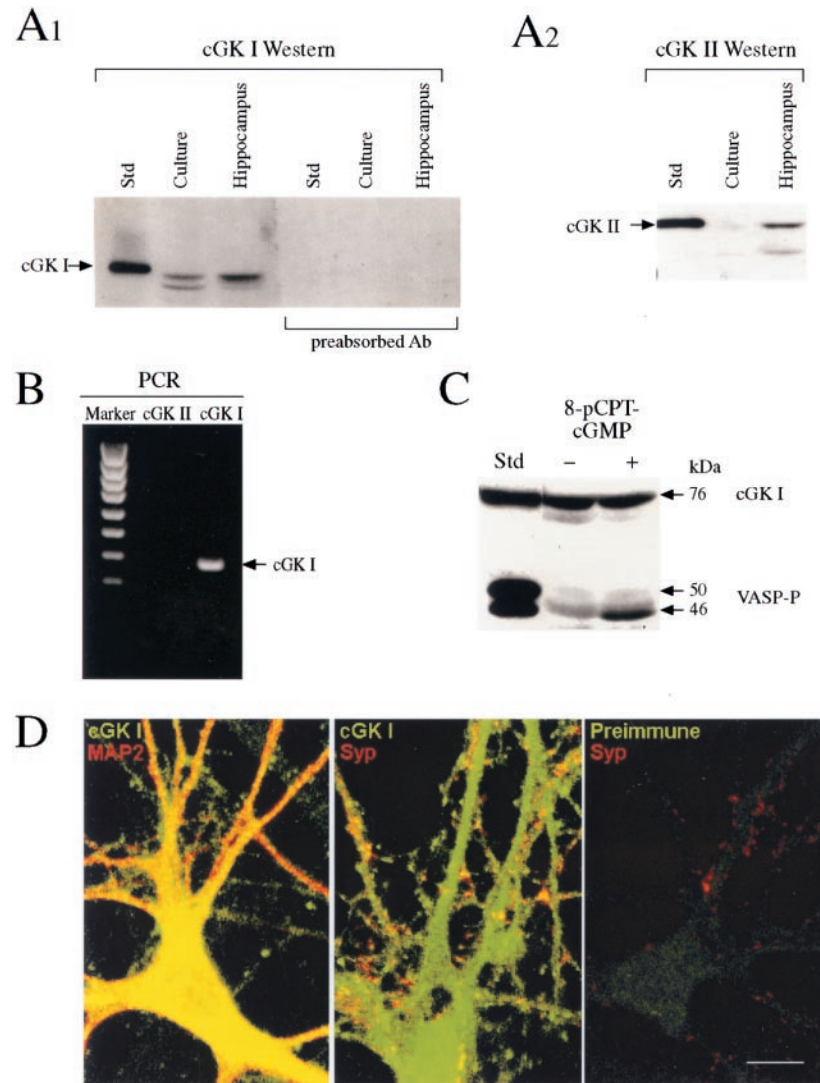 A1
cGK I Western
Std
Culture
Hippocampus
Std
Culture
Hippocampus
cGK I
preabsorbed Ab
A2
cGK II Western
Std
Culture
Hippocampus
cGK II
B
PCR
Marker cGK II cGK I
cGK I
C
8-pCPT-
cGMP
Std − + kDa
76 cGK I
50
46
VASP-P
D
cGK I
MAP2
cGK I
Syp
Preimmune
Syp